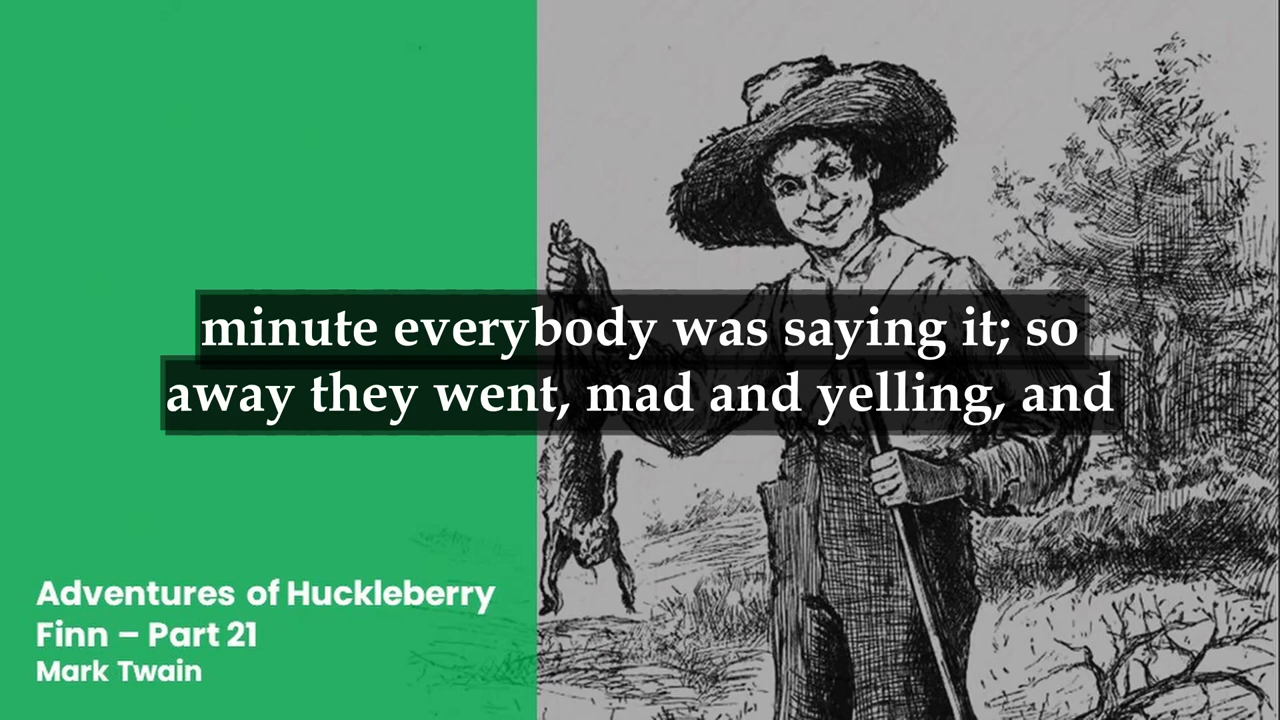 minute everybody was saying it; so
away they went, mad and yelling, and
Adventures of Huckleberry
Finn – Part 21
Mark Twain